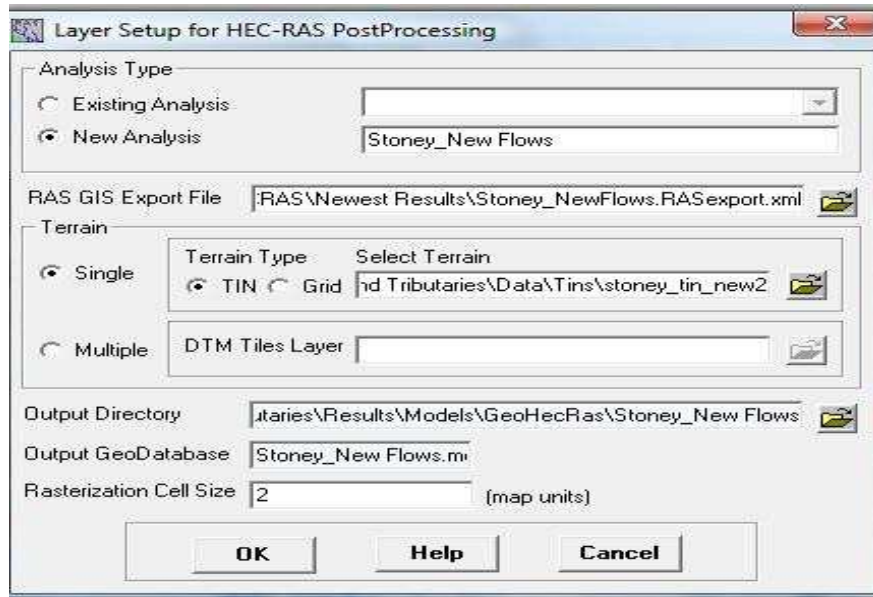 Layer Setup for HEC-RAS PostProcessing
Analysis Type
Existing Analysis
New Analysis Stoney_New Flows
RAS GIS Export File :RAS\Newest Results\Stoney_NewFlows.RASexport.xml
Terrain
Terrain Type Select Terrain
Single TIN Grid nd Tributaries\Data\Tins\stoney_tin_new2
Multiple DTM Tiles Layer
Output Directory utaries\Results\Models\GeoHecRas\Stoney_New Flows
Output GeoDatabase Stoney_New Flows.m
Rasterization Cell Size 2 (map units)
OK Help Cancel